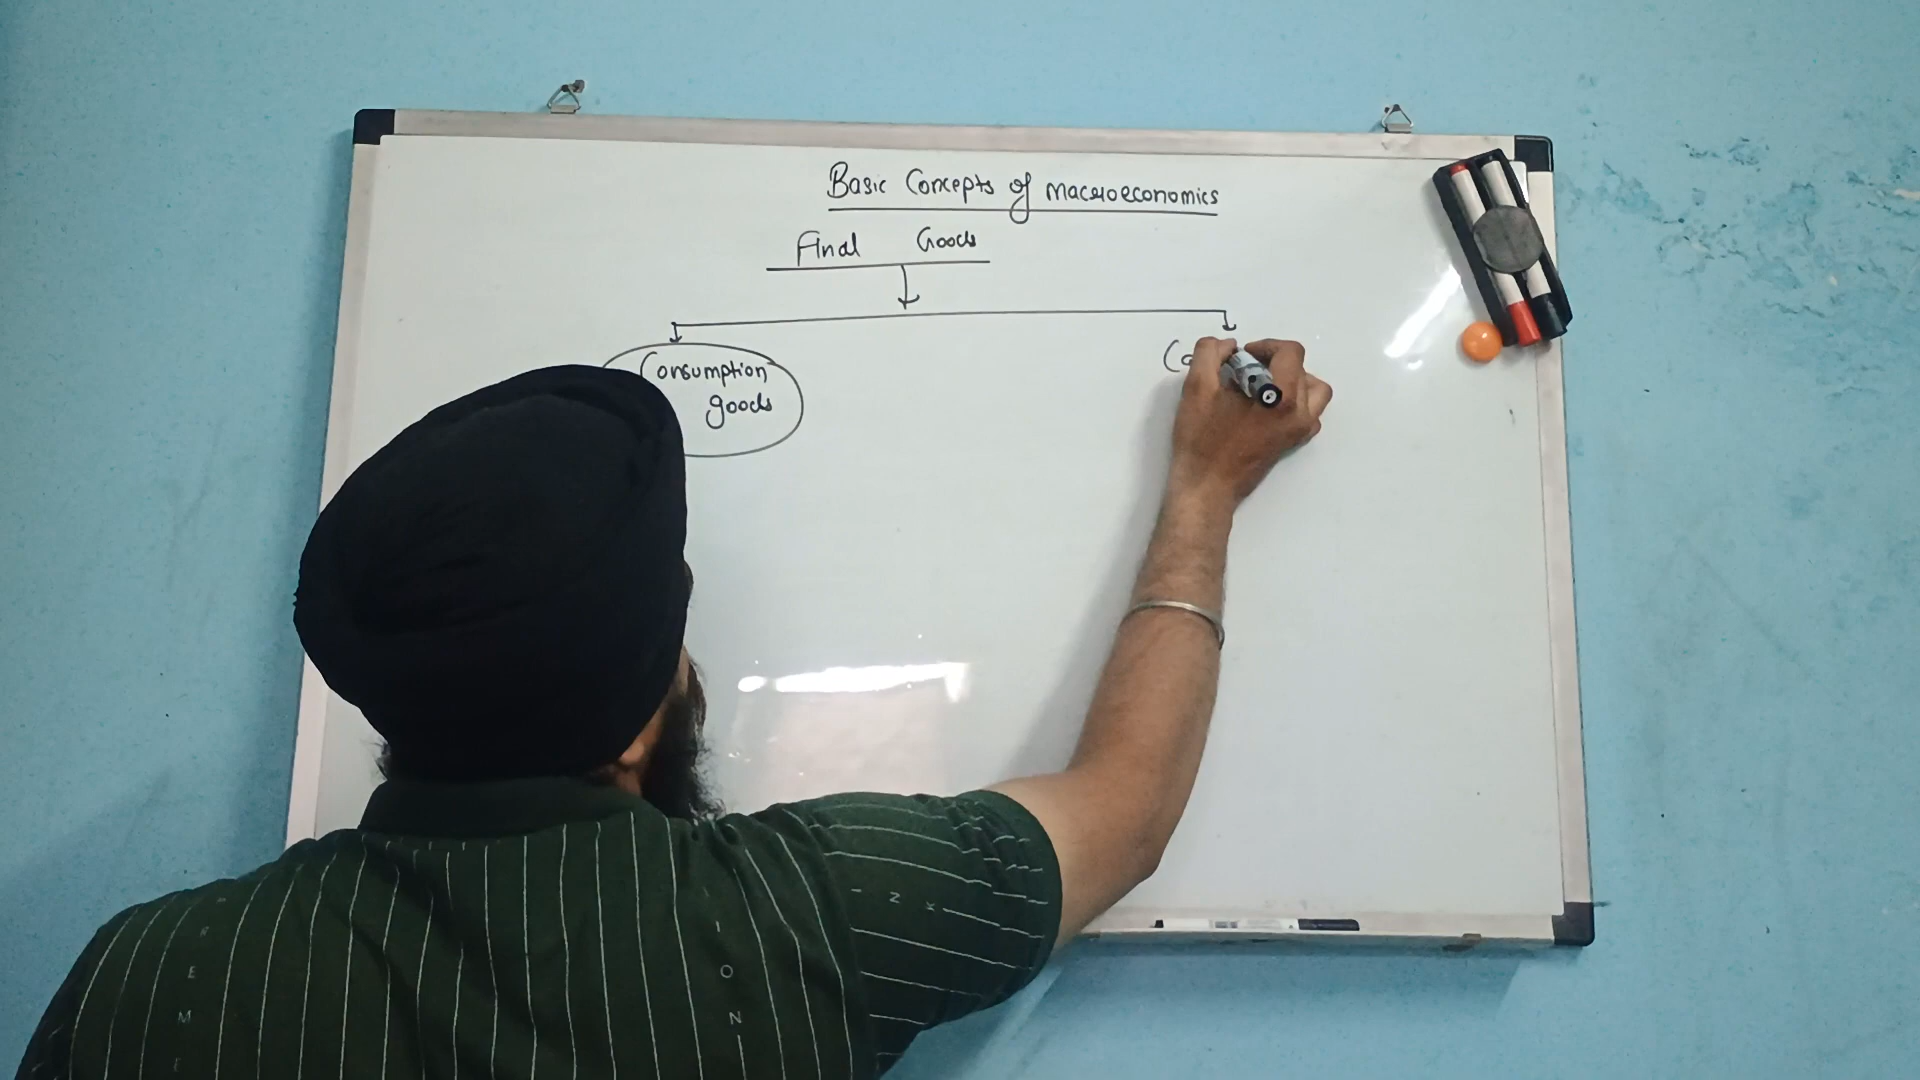 Basic Concepts of macroeconomics
Final Goods
Consumption
goods
(a
I N K
I O N
R E M E